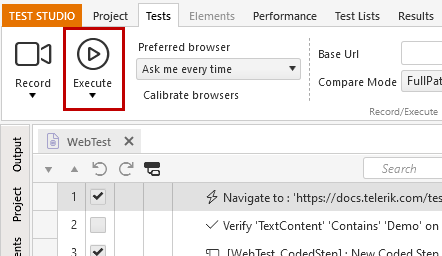 TEST STUDIO Project Tests Elements Performance Test Lists Results
Preferred browser
Ask me every time
Calibrate browsers
Record
Execute
Base Url
Compare Mode FullPat
Record/Execute
WebTest
Search
Output
Project
ents
1 Navigate to : 'https://docs.telerik.com/tes
2 Verify 'TextContent' 'Contains' 'Demo' on
3 [WebTest_CodedStep] : New Coded Step